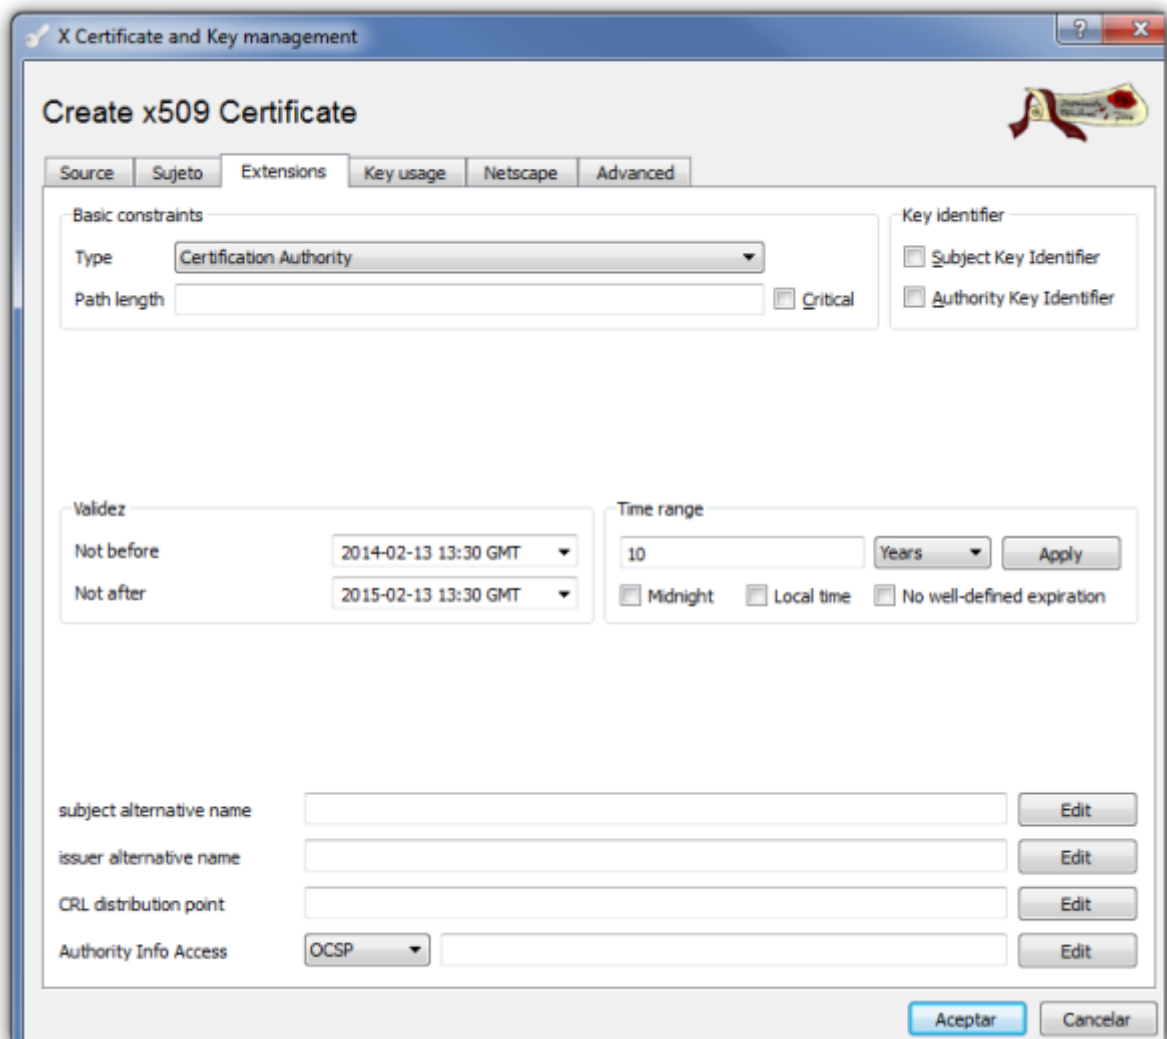 X Certificate and Key management
Create x509 Certificate
Source Sujeto Extensions Key usage Netscape Advanced
Basic constraints
Type Certification Authority
Path length Critical
Key identifier
Subject Key Identifier
Authority Key Identifier
Validez
Not before 2014-02-13 13:30 GMT
Not after 2015-02-13 13:30 GMT
Time range
10 Years Apply
Midnight Local time No well-defined expiration
subject alternative name Edit
issuer alternative name Edit
CRL distribution point Edit
Authority Info Access OCSP Edit
Aceptar Cancelar